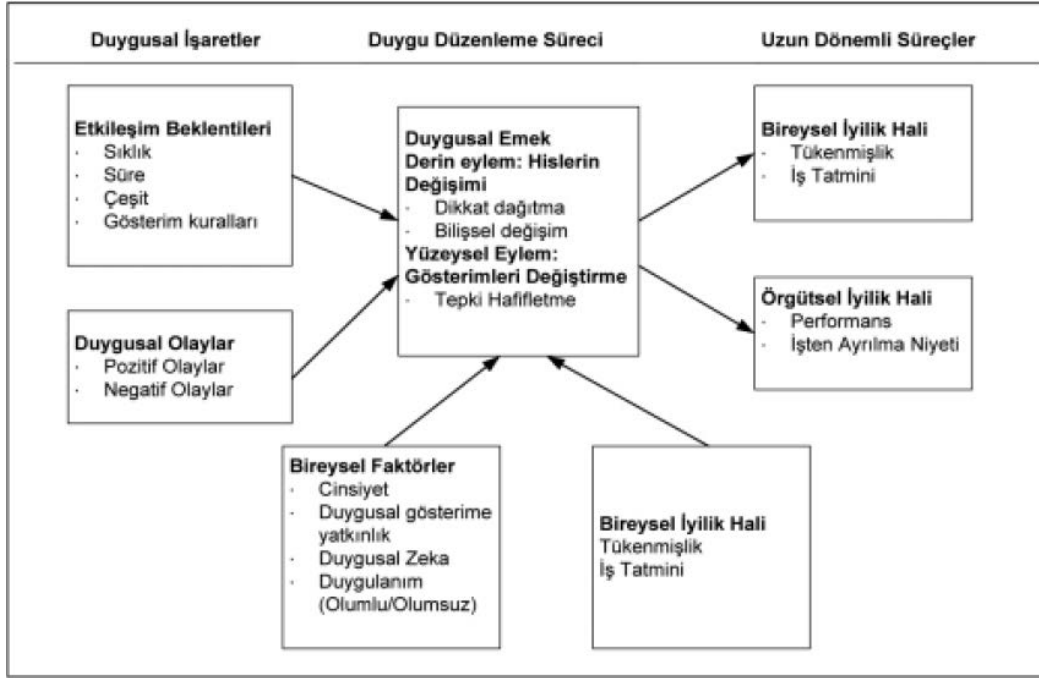 Duygusal İşaretler
Duygu Düzenleme Süreci
Uzun Dönemli Süreçler
Etkileşim Beklentileri
· Sıklık
· Süre
· Çeşit
· Gösterim kuralları
Duygusal Olaylar
· Pozitif Olaylar
· Negatif Olaylar
Duygusal Emek
Derin eylem: Hislerin
Değişimi
· Dikkat dağıtma
· Bilişsel değişim
Yüzeysel Eylem:
Gösterimleri Değiştirme
· Tepki Hafifletme
Bireysel İyilik Hali
· Tükenmişlik
· İş Tatmini
Örgütsel İyilik Hali
· Performans
· İşten Ayrılma Niyeti
Bireysel Faktörler
· Cinsiyet
· Duygusal gösterime
yatkınlık
· Duygusal Zeka
· Duygulanım
(Olumlu/Olumsuz)
Bireysel İyilik Hali
Tükenmişlik
İş Tatmini